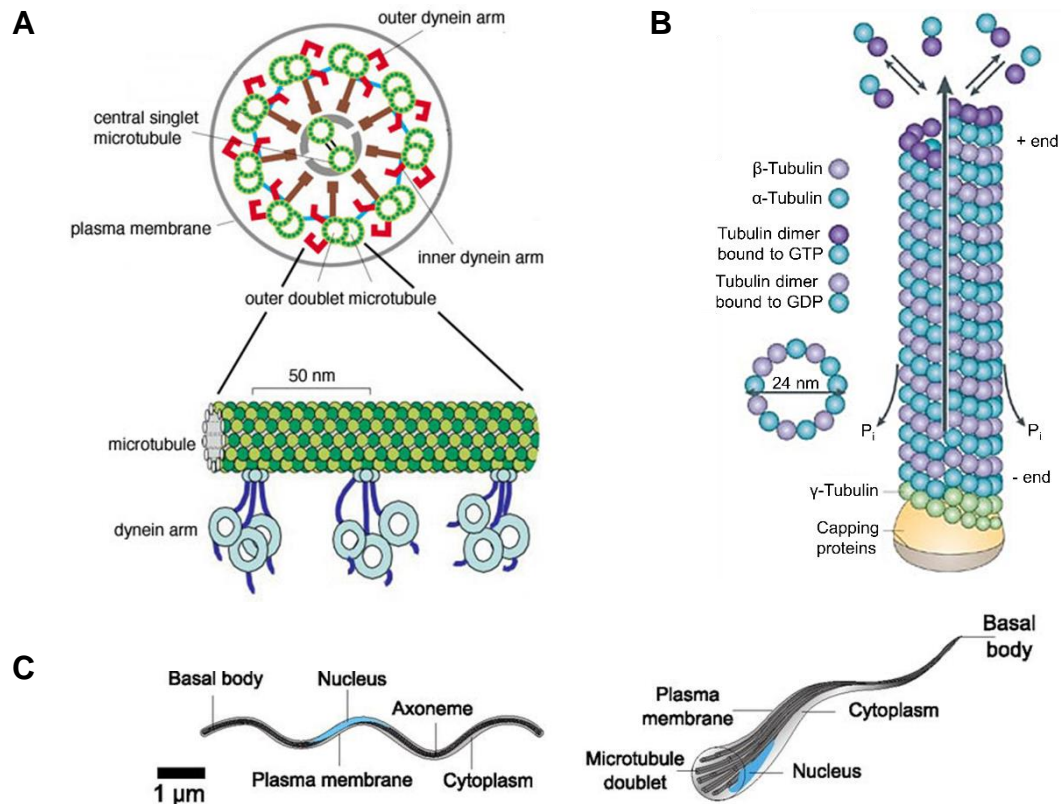 A
outer dynein arm
central singlet
microtubule
plasma membrane
inner dynein arm
outer doublet microtubule
50 nm
microtubule
dynein arm
B
+ end
β-Tubulin
α-Tubulin
Tubulin dimer
bound to GTP
Tubulin dimer
bound to GDP
24 nm
Pi
Pi
- end
γ-Tubulin
Capping
proteins
C
Basal body
Nucleus
Axoneme
Plasma membrane
Cytoplasm
1 µm
Basal
body
Plasma
membrane
Cytoplasm
Microtubule
doublet
Nucleus